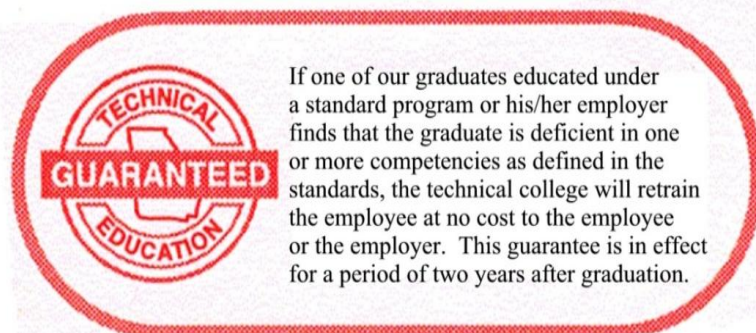 TECHNICAL
GUARANTEED
EDUCATION
If one of our graduates educated under
a standard program or his/her employer
finds that the graduate is deficient in one
or more competencies as defined in the
standards, the technical college will retrain
the employee at no cost to the employee
or the employer.  This guarantee is in effect
for a period of two years after graduation.